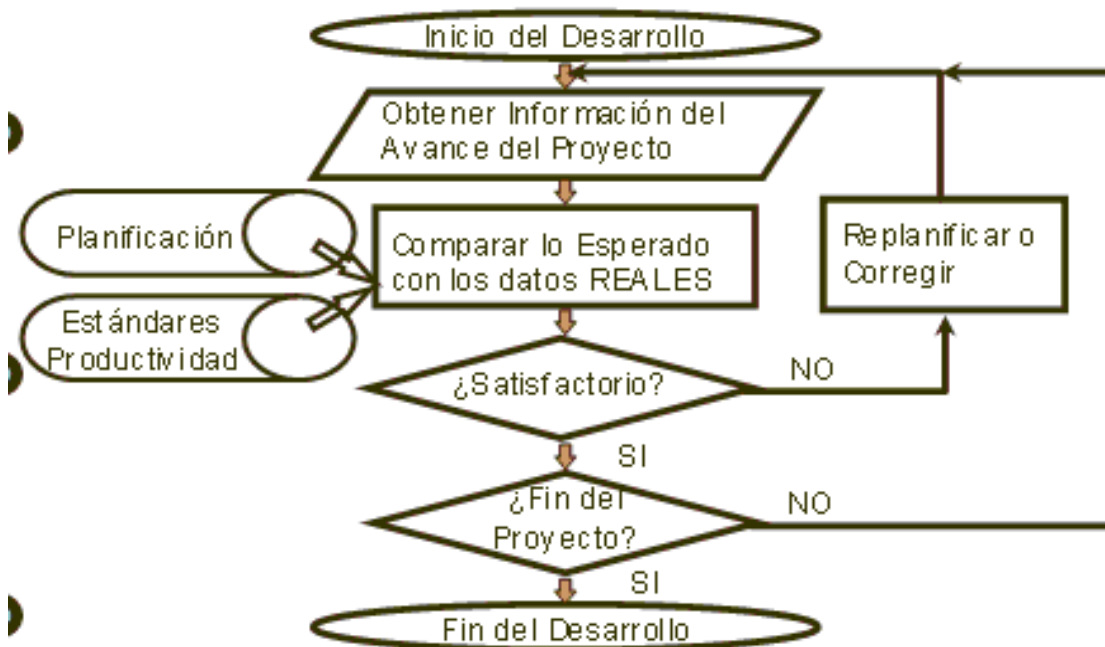 Inicio del Desarrollo
Obtener Información del
Avance del Proyecto
Planificación
Comparar lo Esperado
con los datos REALES
Replanificar o
Corregir
Estándares
Productividad
¿Satisfactorio?
NO
SI
¿Fin del
Proyecto?
NO
SI
Fin del Desarrollo